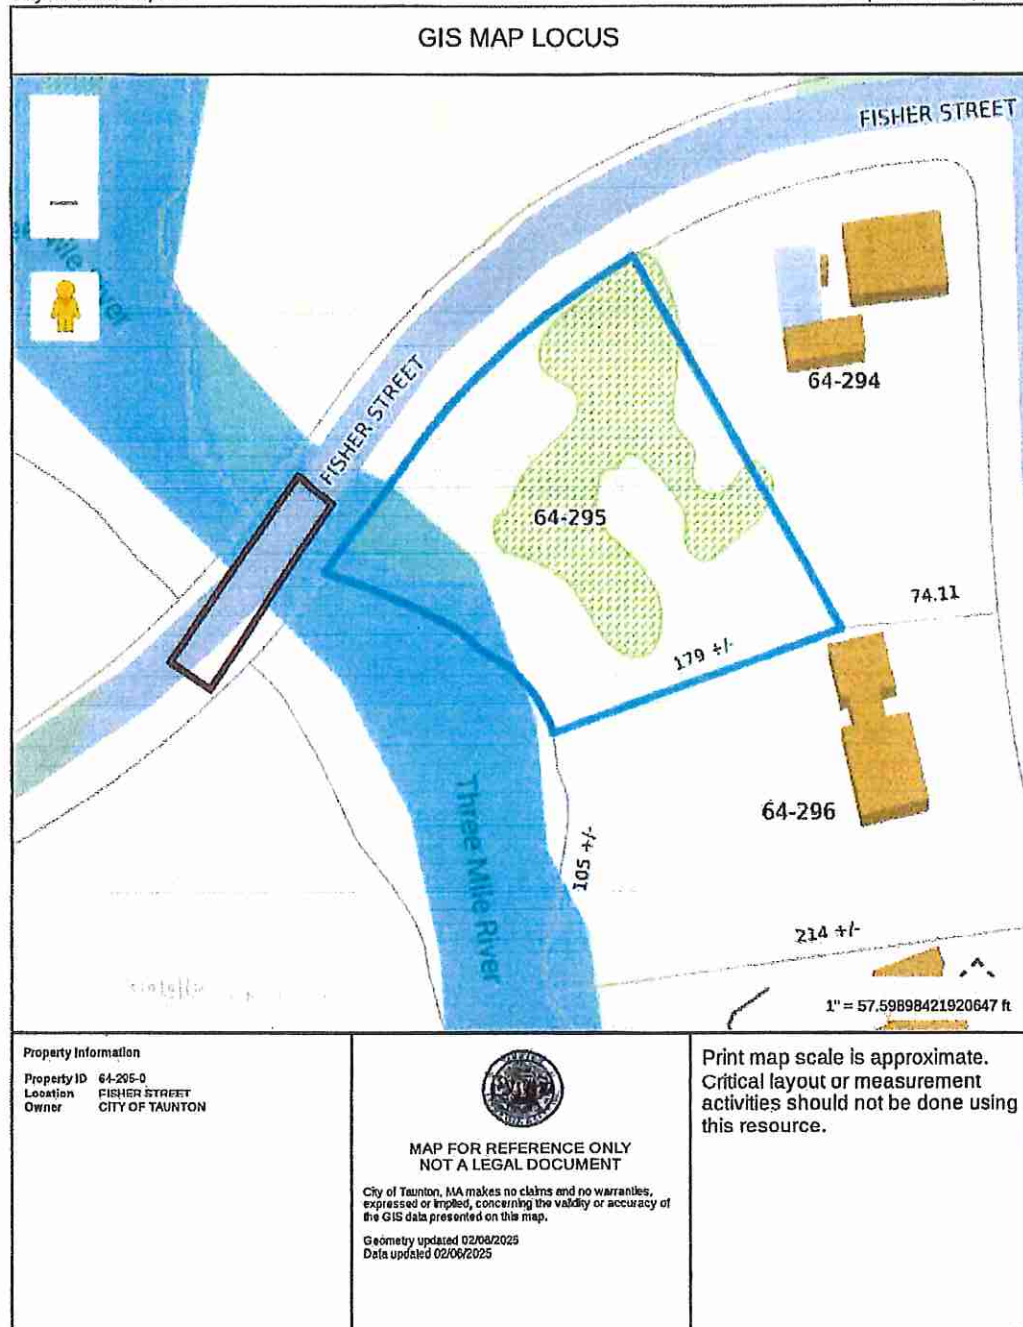 GIS MAP LOCUS
FISHER STREET
64-294
FISHER STREET
64-295
74.11
179 +/-
64-296
Three Mile River
105 +/-
214 +/-
1" = 57.59898421920647 ft
Property Information
Property ID 64-295-0
Location FISHER STREET
Owner CITY OF TAUNTON
MAP FOR REFERENCE ONLY
NOT A LEGAL DOCUMENT
City of Taunton, MA makes no claims and no warranties,
expressed or implied, concerning the validity or accuracy of
the GIS data presented on this map.
Geometry updated 02/06/2025
Data updated 02/06/2025
Print map scale is approximate.
Critical layout or measurement
activities should not be done using
this resource.